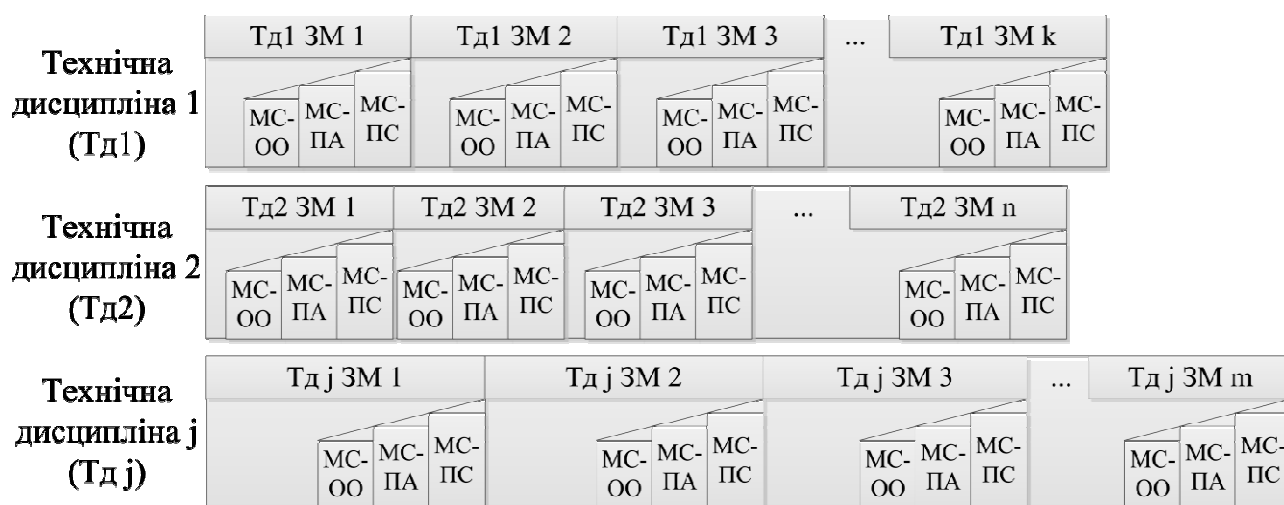 Технічна
дисципліна 1
(Тд1)
Тд1 ЗМ 1 Тд1 ЗМ 2 Тд1 ЗМ 3 ... Тд1 ЗМ k
МС-ОО МС-ПА МС-ПС МС-ОО МС-ПА МС-ПС МС-ОО МС-ПА МС-ПС МС-ОО МС-ПА МС-ПС
Технічна
дисципліна 2
(Тд2)
Тд2 ЗМ 1 Тд2 ЗМ 2 Тд2 ЗМ 3 ... Тд2 ЗМ n
МС-ОО МС-ПА МС-ПС МС-ОО МС-ПА МС-ПС МС-ОО МС-ПА МС-ПС МС-ОО МС-ПА МС-ПС
Технічна
дисципліна j
(Тд j)
Тд j ЗМ 1 Тд j ЗМ 2 Тд j ЗМ 3 ... Тд j ЗМ m
МС-ОО МС-ПА МС-ПС МС-ОО МС-ПА МС-ПС МС-ОО МС-ПА МС-ПС МС-ОО МС-ПА МС-ПС